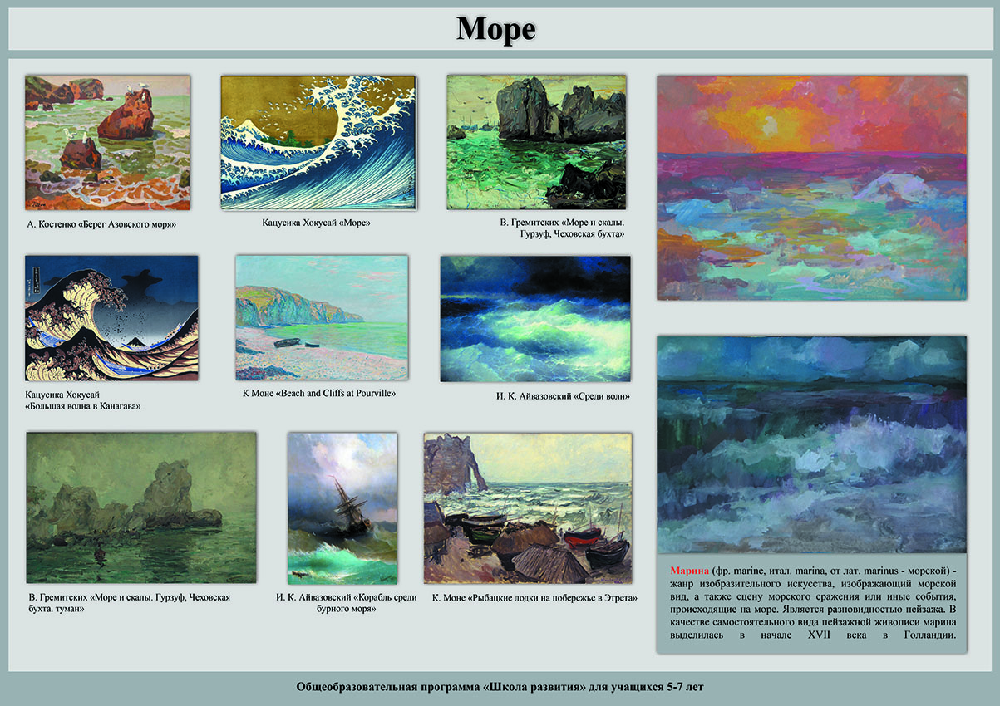 Море
А. Костенко «Берег Азовского моря»
Кацусика Хокусай «Море»
В. Гремитских «Море и скалы.
Гурзуф, Чеховская бухта»
Кацусика Хокусай
«Большая волна в Канагава»
К Моне «Beach and Cliffs at Pourville»
И. К. Айвазовский «Среди волн»
В. Гремитских «Море и скалы. Гурзуф, Чеховская
бухта. туман»
И. К. Айвазовский «Корабль среди
бурного моря»
К. Моне «Рыбацкие лодки на побережье в Этрета»
Марина (фр. marine, итал. marina, от лат. marinus - морской) -
жанр изобразительного искусства, изображающий морской
вид, а также сцену морского сражения или иные события,
происходящие на море. Является разновидностью пейзажа. В
качестве самостоятельного вида пейзажной живописи марина
выделилась в начале XVII века в Голландии.
Общеобразовательная программа «Школа развития» для учащихся 5-7 лет